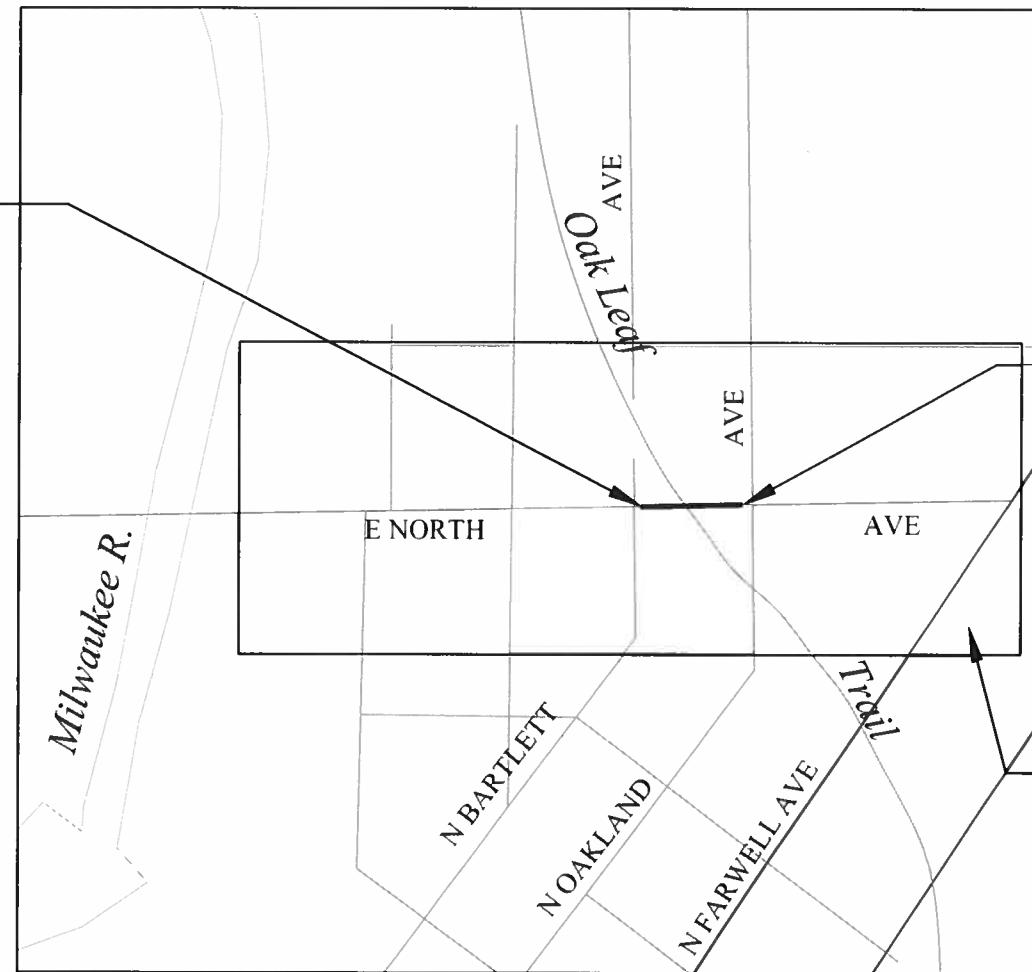 AVE
Oak Leaf
AVE
E NORTH
AVE
Milwaukee R.
Trail
N BARTLETT
N OAKLAND
N FARWELL AVE